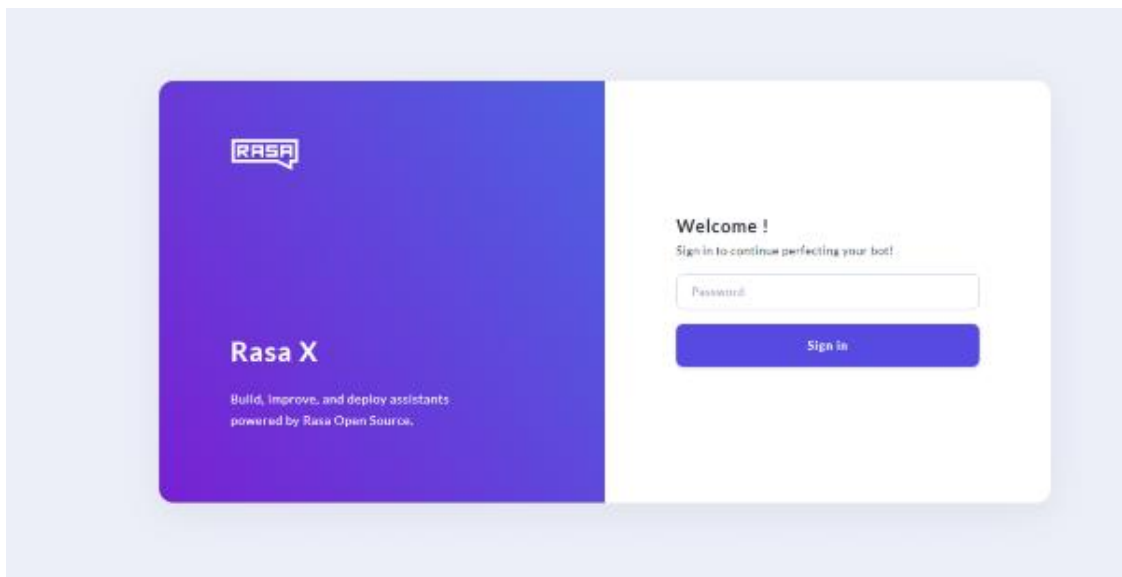 RASA
Rasa X
Build, improve, and deploy assistants
powered by Rasa Open Source.
Welcome !
Sign in to continue perfecting your bot!
Password
Sign in